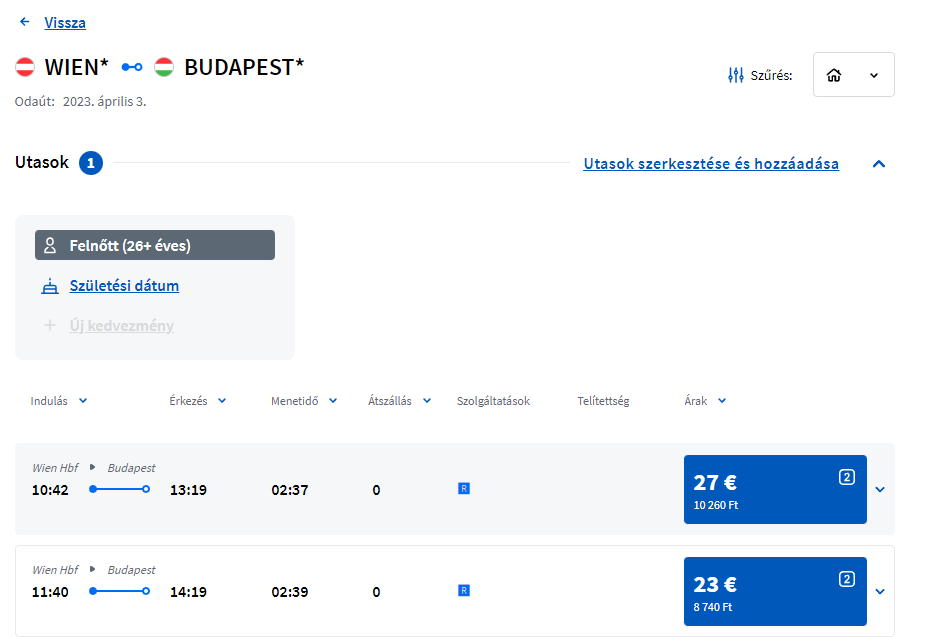 Vissza
WIEN* BUDAPEST*
Szűrés:
Odaút: 2023. április 3.
Utasok 1
Utasok szerkesztése és hozzáadása
Felnőtt (26+ éves)
Születési dátum
+ Új kedvezmény
Indulás Érkezés Menetidő Átszállás Szolgáltatások Telítettség Árak
Wien Hbf Budapest
10:42 13:19 02:37 0 R
27 € 2
10 260 Ft
Wien Hbf Budapest
11:40 14:19 02:39 0 R
23 € 2
8 740 Ft